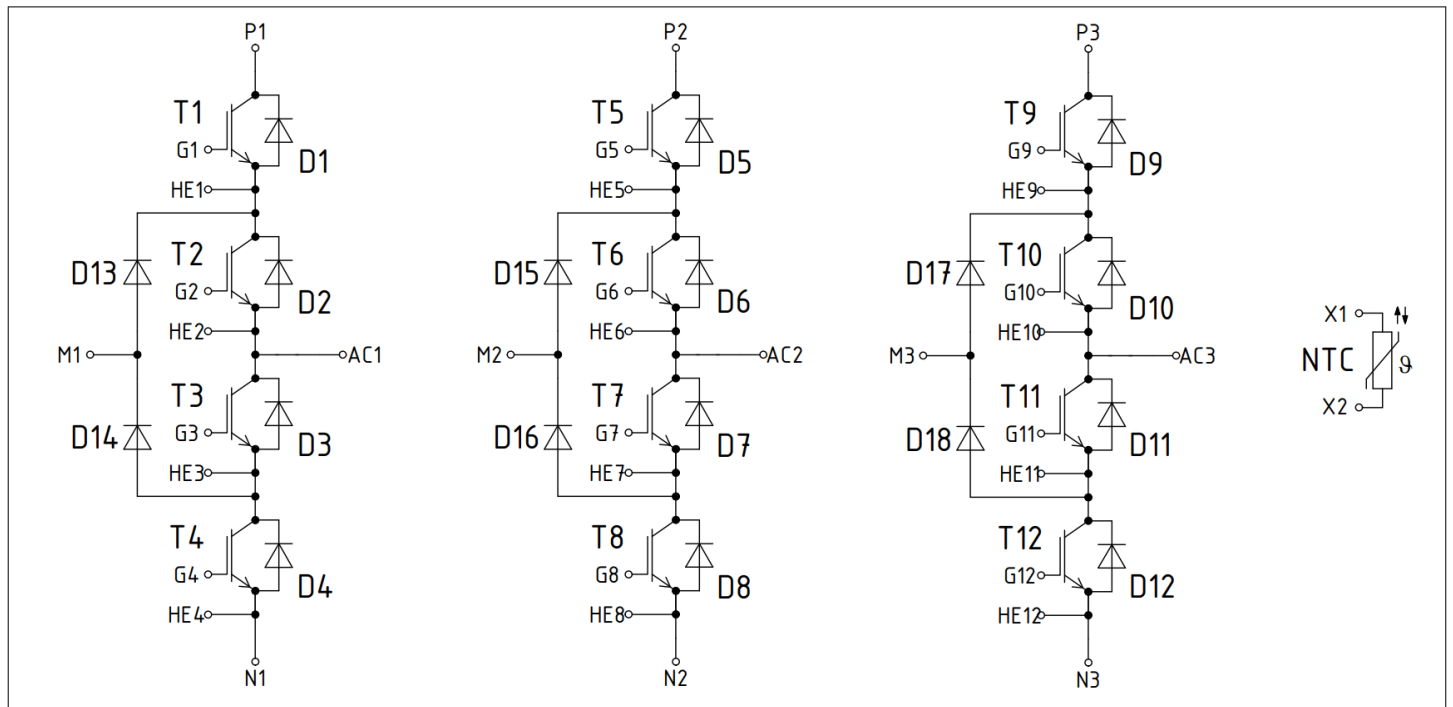 P1
P2
P3
T1
G1
D1
HE1
T5
G5
D5
HE5
T9
G9
D9
HE9
D13
T2
G2
D2
HE2
D15
T6
G6
D6
HE6
D17
T10
G10
D10
HE10
M1
AC1
M2
AC2
M3
AC3
D14
T3
G3
D3
HE3
D16
T7
G7
D7
HE7
D18
T11
G11
D11
HE11
T4
G4
D4
HE4
T8
G8
D8
HE8
T12
G12
D12
HE12
N1
N2
N3
X1
NTC
ϑ
X2